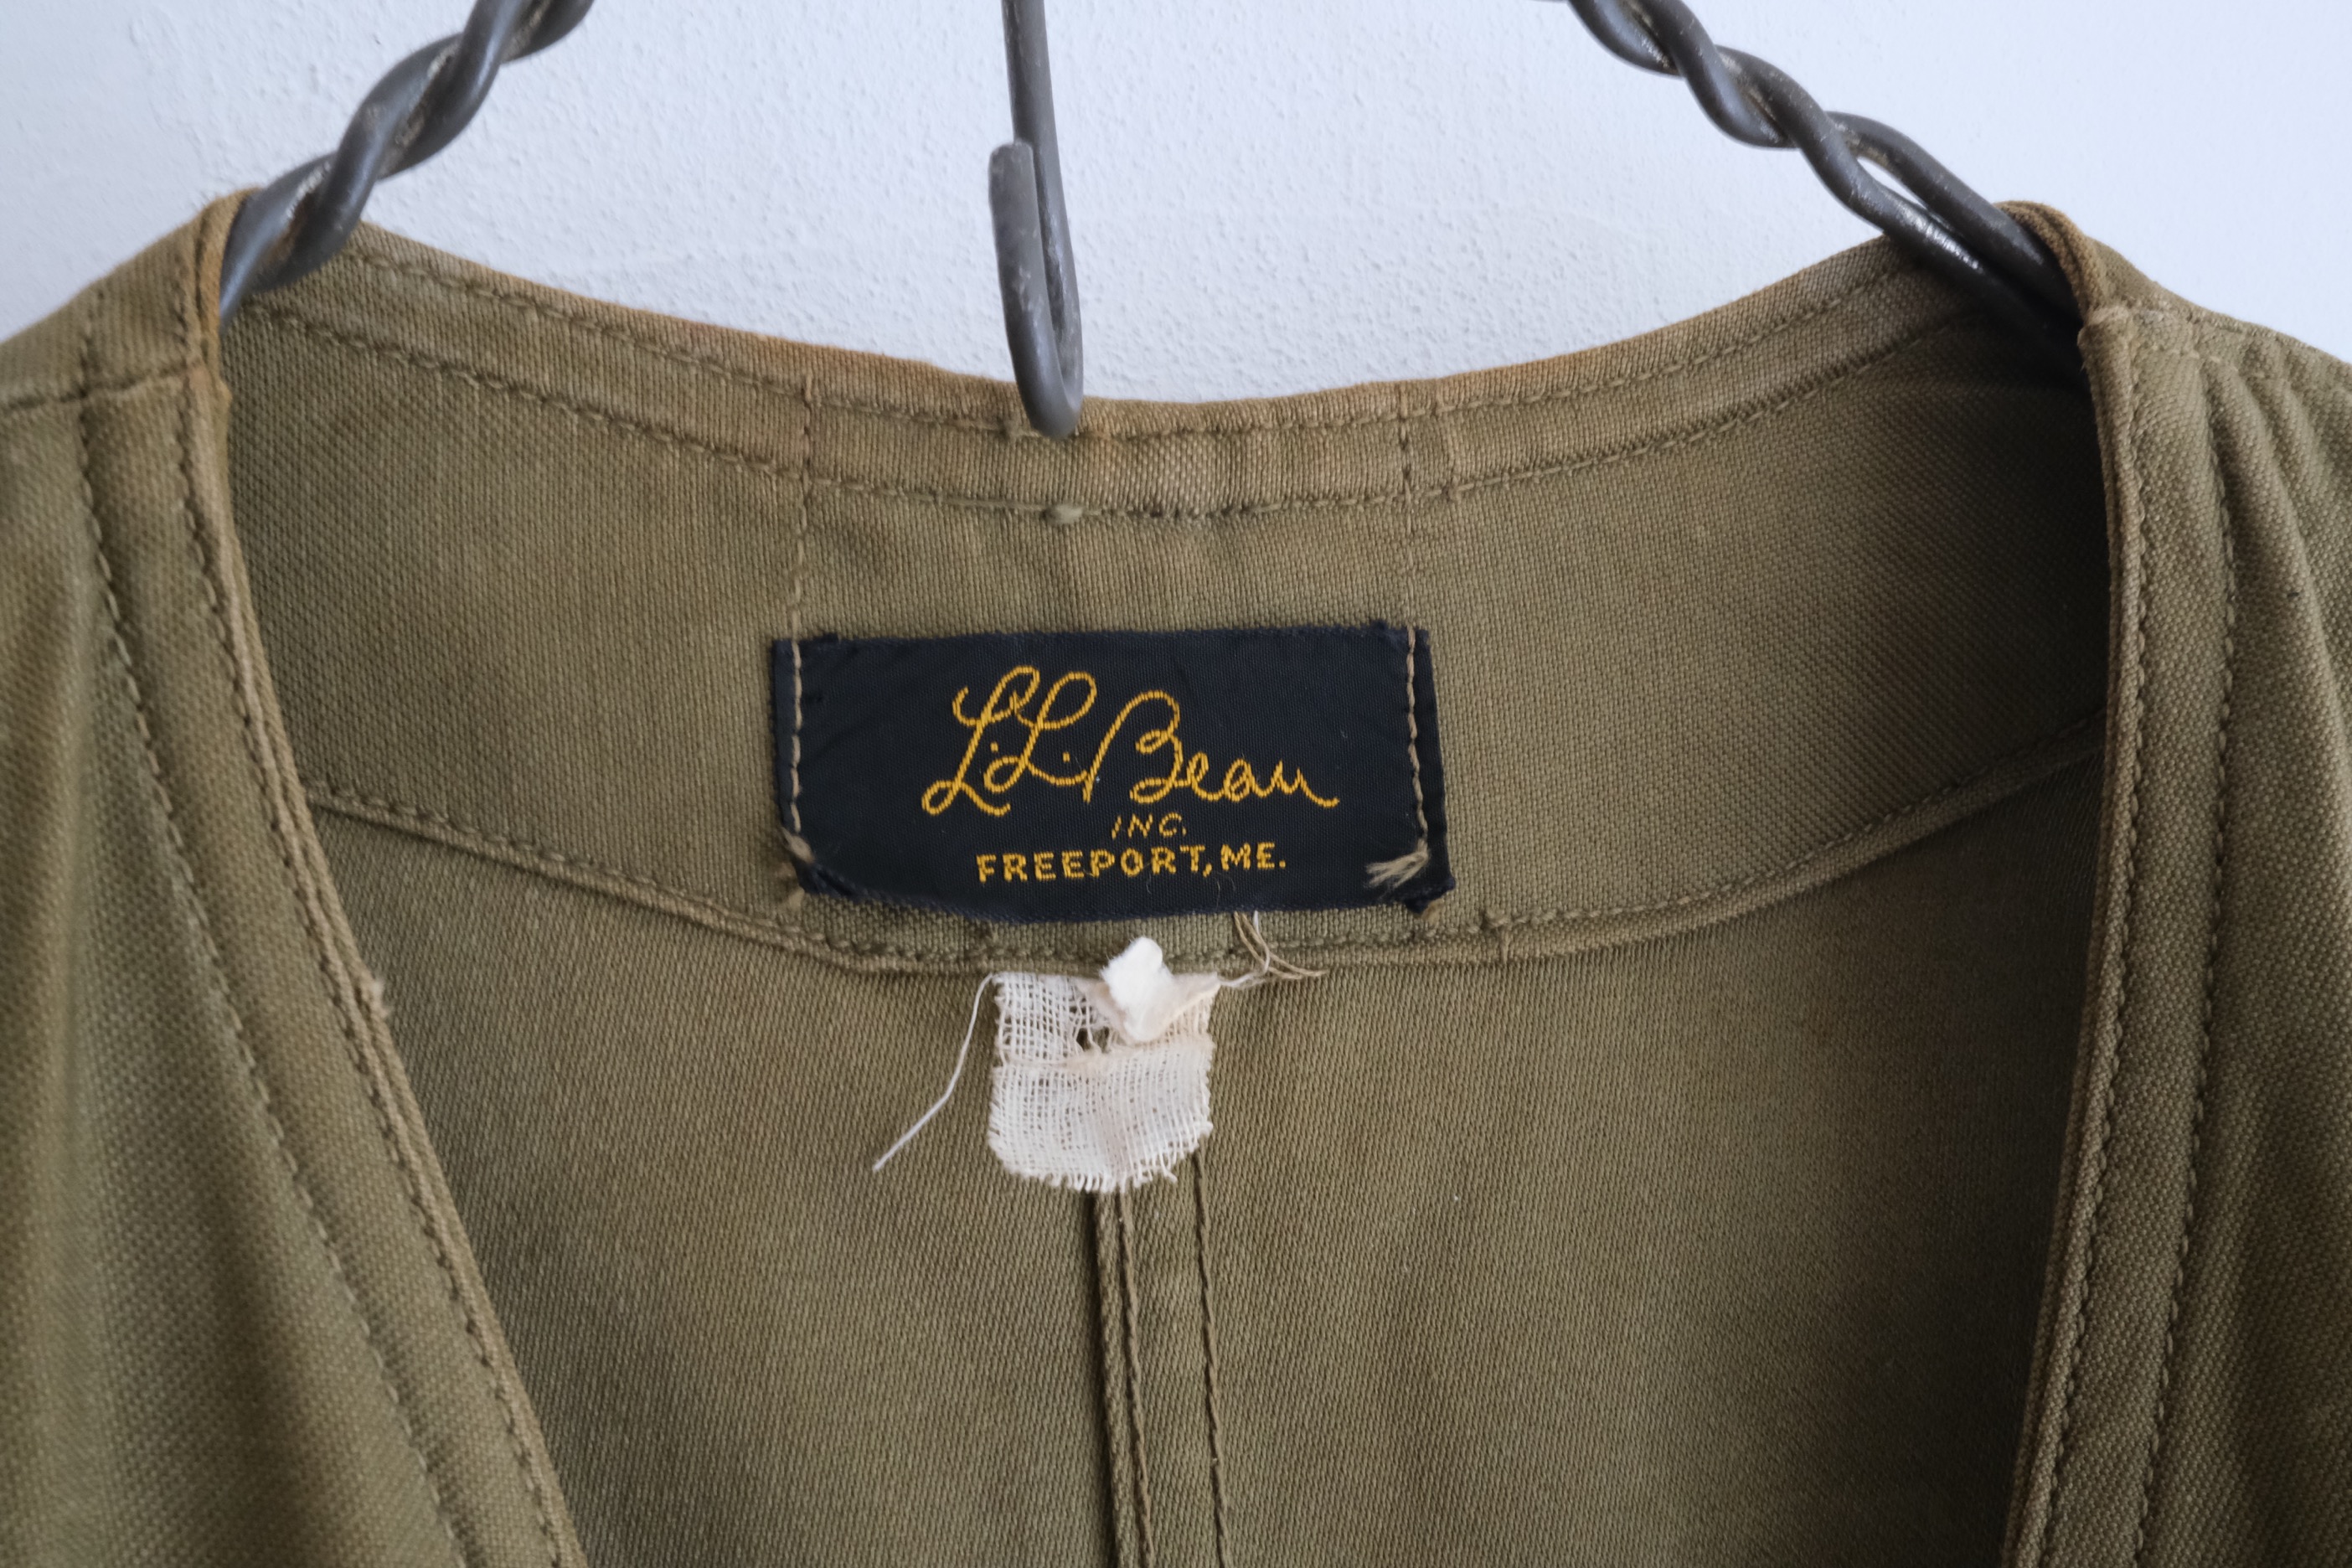 L.L. Bean
INC.
FREEPORT, ME.